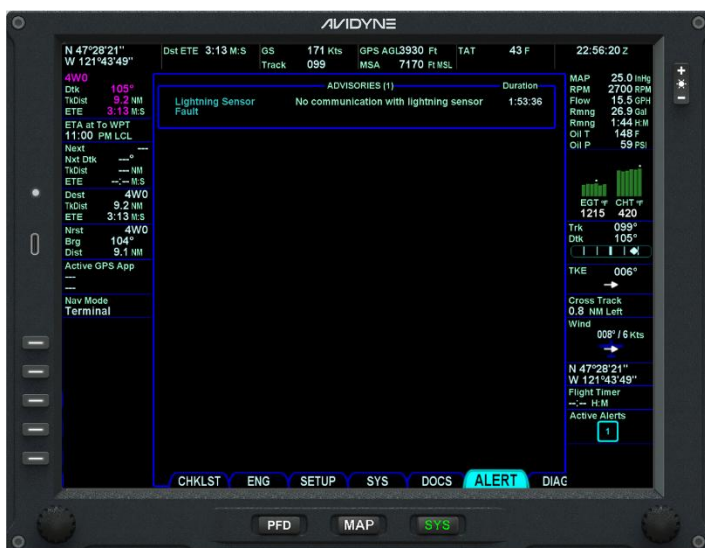 AVIDYNE
N 47°28'21"
W 121°43'49"
Dst ETE 3:13 M:S GS 171 Kts GPS AGL 3930 Ft TAT 43 F
Track 099 MSA 7170 Ft MSL
22:56:20 Z
4W0
Dtk 105°
TkDist 9.2 NM
ETE 3:13 M:S
ETA at To WPT
11:00 PM LCL
Next ---
Nxt Dtk ---°
TkDist --- NM
ETE --:-- M:S
Dest 4W0
TkDist 9.2 NM
ETE 3:13 M:S
Nrst 4W0
Brg 104°
Dist 9.1 NM
Active GPS App
---
---
Nav Mode
Terminal
ADVISORIES (1) Duration
Lightning Sensor No communication with lightning sensor 1:53:36
Fault
MAP 25.0 InHg
RPM 2700 RPM
Flow 15.5 GPH
Rmng 26.9 Gal
Rmng 1:44 H:M
Oil T 148 F
Oil P 59 PSI
EGT °F CHT °F
1215 420
Trk 099°
Dtk 105°
TKE 006°
Cross Track
0.8 NM Left
Wind
008° / 6 Kts
N 47°28'21"
W 121°43'49"
Flight Timer
--:-- H:M
Active Alerts
1
CHKLST ENG SETUP SYS DOCS ALERT DIAG
PFD MAP SYS